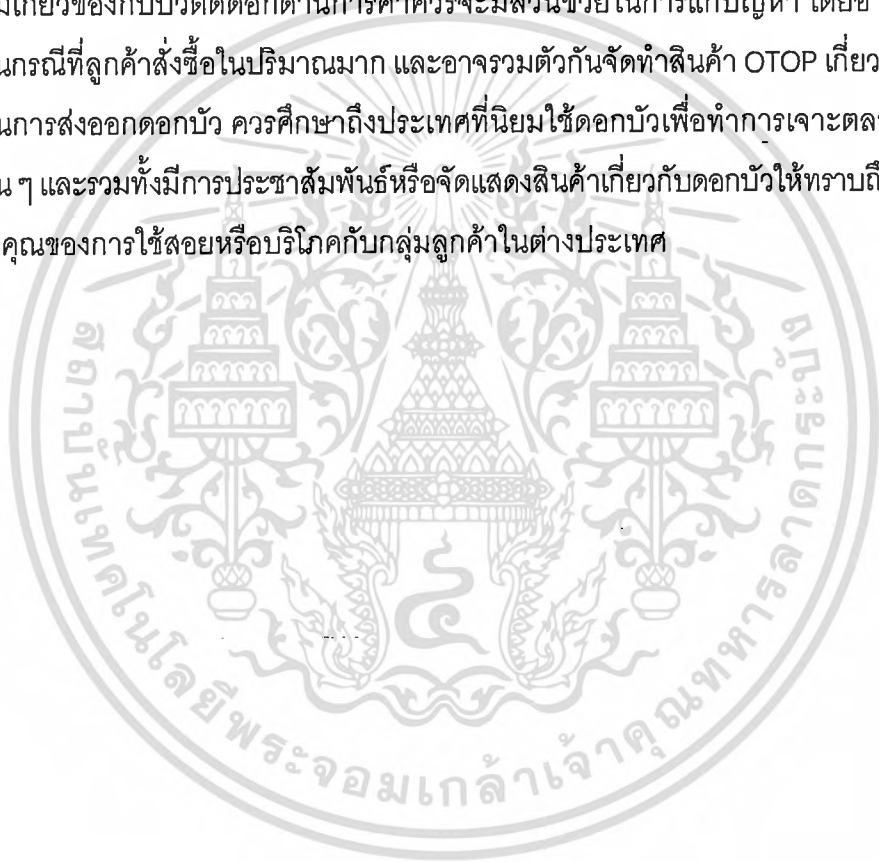 มเกี่ยวข้องกับบัวตัดดอกด้านการค้าควรจะมีส่วนช่วยในการแก้ปัญหา โดยอ
นกรณีที่ลูกค้าสั่งซื้อในปริมาณมาก และอาจรวมตัวกันจัดทำสินค้า OTOP เกี่ยว
นการส่งออกดอกบัว ควรศึกษาถึงประเทศที่นิยมใช้ดอกบัวเพื่อทำการเจาะตลา
น ๆ และรวมทั้งมีการประชาสัมพันธ์หรือจัดแสดงสินค้าเกี่ยวกับดอกบัวให้ทราบถึ
คุณของการใช้สอยหรือบริโภคกับกลุ่มลูกค้าในต่างประเทศ
สถาบันเทคโนโลยีพระจอมเกล้าเจ้าคุณทหารลาดกระบัง
๔